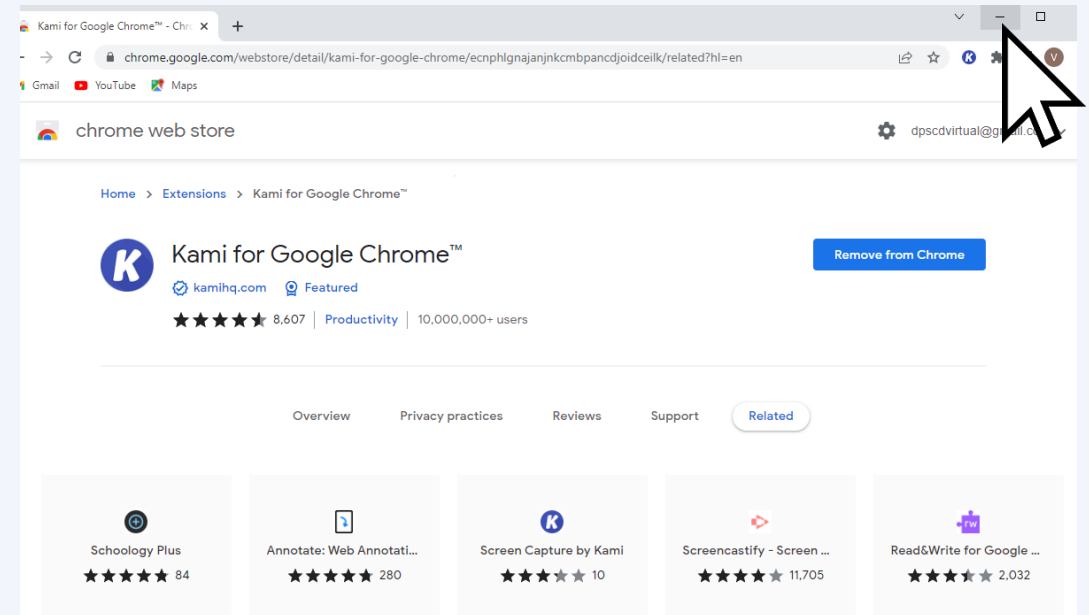 Kami for Google Chrome™ - Chr
chrome.google.com/webstore/detail/kami-for-google-chrome/ecnphlgnajanjnkcmbpancdjoidceilk/related?hl=en
K
V
Gmail YouTube Maps
chrome web store
Home > Extensions > Kami for Google Chrome™
K
Kami for Google Chrome™
Remove from Chrome
kamihq.com Featured
8,607 | Productivity | 10,000,000+ users
Overview Privacy practices Reviews Support Related
K
rw
Schoology Plus Annotate: Web Annotati... Screen Capture by Kami Screencastify - Screen ... Read&Write for Google ...
84 280 10 11,705 2,032